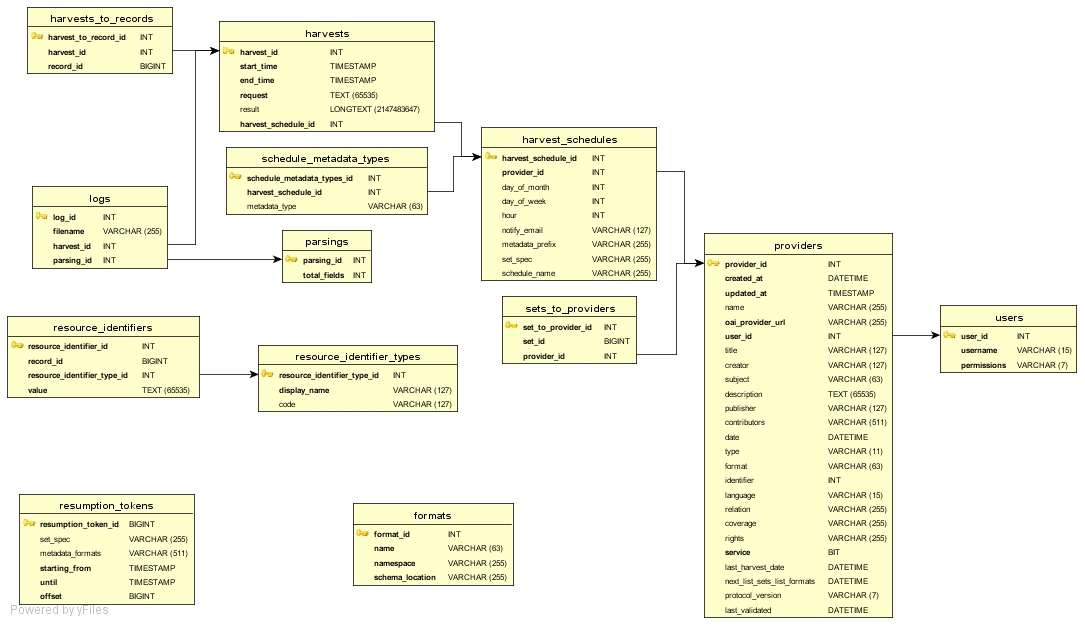 harvests_to_records
harvest_to_record_id INT
harvest_id INT
record_id BIGINT
harvests
harvest_id INT
start_time TIMESTAMP
end_time TIMESTAMP
request TEXT (65535)
result LONGTEXT (2147483647)
harvest_schedule_id INT
schedule_metadata_types
schedule_metadata_types_id INT
harvest_schedule_id INT
metadata_type VARCHAR (63)
harvest_schedules
harvest_schedule_id INT
provider_id INT
day_of_month INT
day_of_week INT
hour INT
notify_email VARCHAR (127)
metadata_prefix VARCHAR (255)
set_spec VARCHAR (255)
schedule_name VARCHAR (255)
logs
log_id INT
filename VARCHAR (255)
harvest_id INT
parsing_id INT
parsings
parsing_id INT
total_fields INT
providers
provider_id INT
created_at DATETIME
updated_at TIMESTAMP
name VARCHAR (255)
oai_provider_url VARCHAR (255)
user_id INT
title VARCHAR (127)
creator VARCHAR (127)
subject VARCHAR (63)
description TEXT (65535)
publisher VARCHAR (127)
contributors VARCHAR (511)
date DATETIME
type VARCHAR (11)
format VARCHAR (63)
identifier INT
language VARCHAR (15)
relation VARCHAR (255)
coverage VARCHAR (255)
rights VARCHAR (255)
service BIT
last_harvest_date DATETIME
next_list_sets_list_formats DATETIME
protocol_version VARCHAR (7)
last_validated DATETIME
sets_to_providers
set_to_provider_id INT
set_id BIGINT
provider_id INT
users
user_id INT
username VARCHAR (15)
permissions VARCHAR (7)
resource_identifiers
resource_identifier_id INT
record_id BIGINT
resource_identifier_type_id INT
value TEXT (65535)
resource_identifier_types
resource_identifier_type_id INT
display_name VARCHAR (127)
code VARCHAR (127)
resumption_tokens
resumption_token_id BIGINT
set_spec VARCHAR (255)
metadata_formats VARCHAR (511)
starting_from TIMESTAMP
until TIMESTAMP
offset BIGINT
formats
format_id INT
name VARCHAR (63)
namespace VARCHAR (255)
schema_location VARCHAR (255)
Powered by yFiles